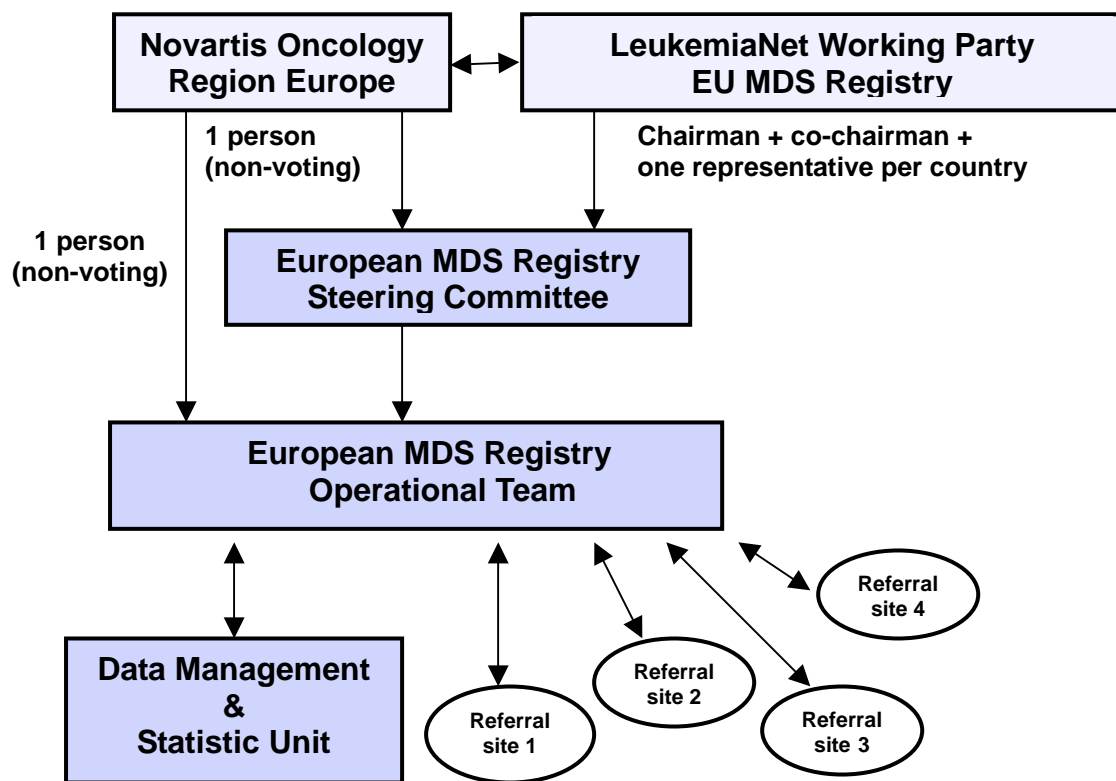 Novartis Oncology
Region Europe
LeukemiaNet Working Party
EU MDS Registry
1 person
(non-voting)
Chairman + co-chairman +
one representative per country
1 person
(non-voting)
European MDS Registry
Steering Committee
European MDS Registry
Operational Team
Referral
site 4
Data Management
&
Statistic Unit
Referral
site 1
Referral
site 2
Referral
site 3